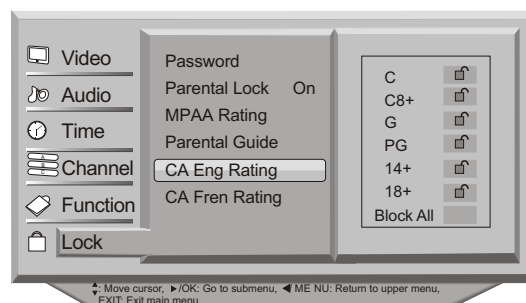 Video
Audio
Time
Channel
Function
Lock
Password
Parental Lock On
MPAA Rating
Parental Guide
CA Eng Rating
CA Fren Rating
C
C8+
G
PG
14+
18+
Block All
: Move cursor, ►/OK: Go to submenu, ◄ ME NU: Return to upper menu,
EXIT: Exit main menu